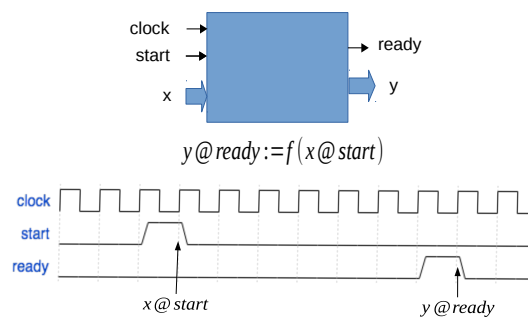 clock
start
ready
x
y
y@ready:=f(x@start)
clock
start
ready
x@start
y@ready